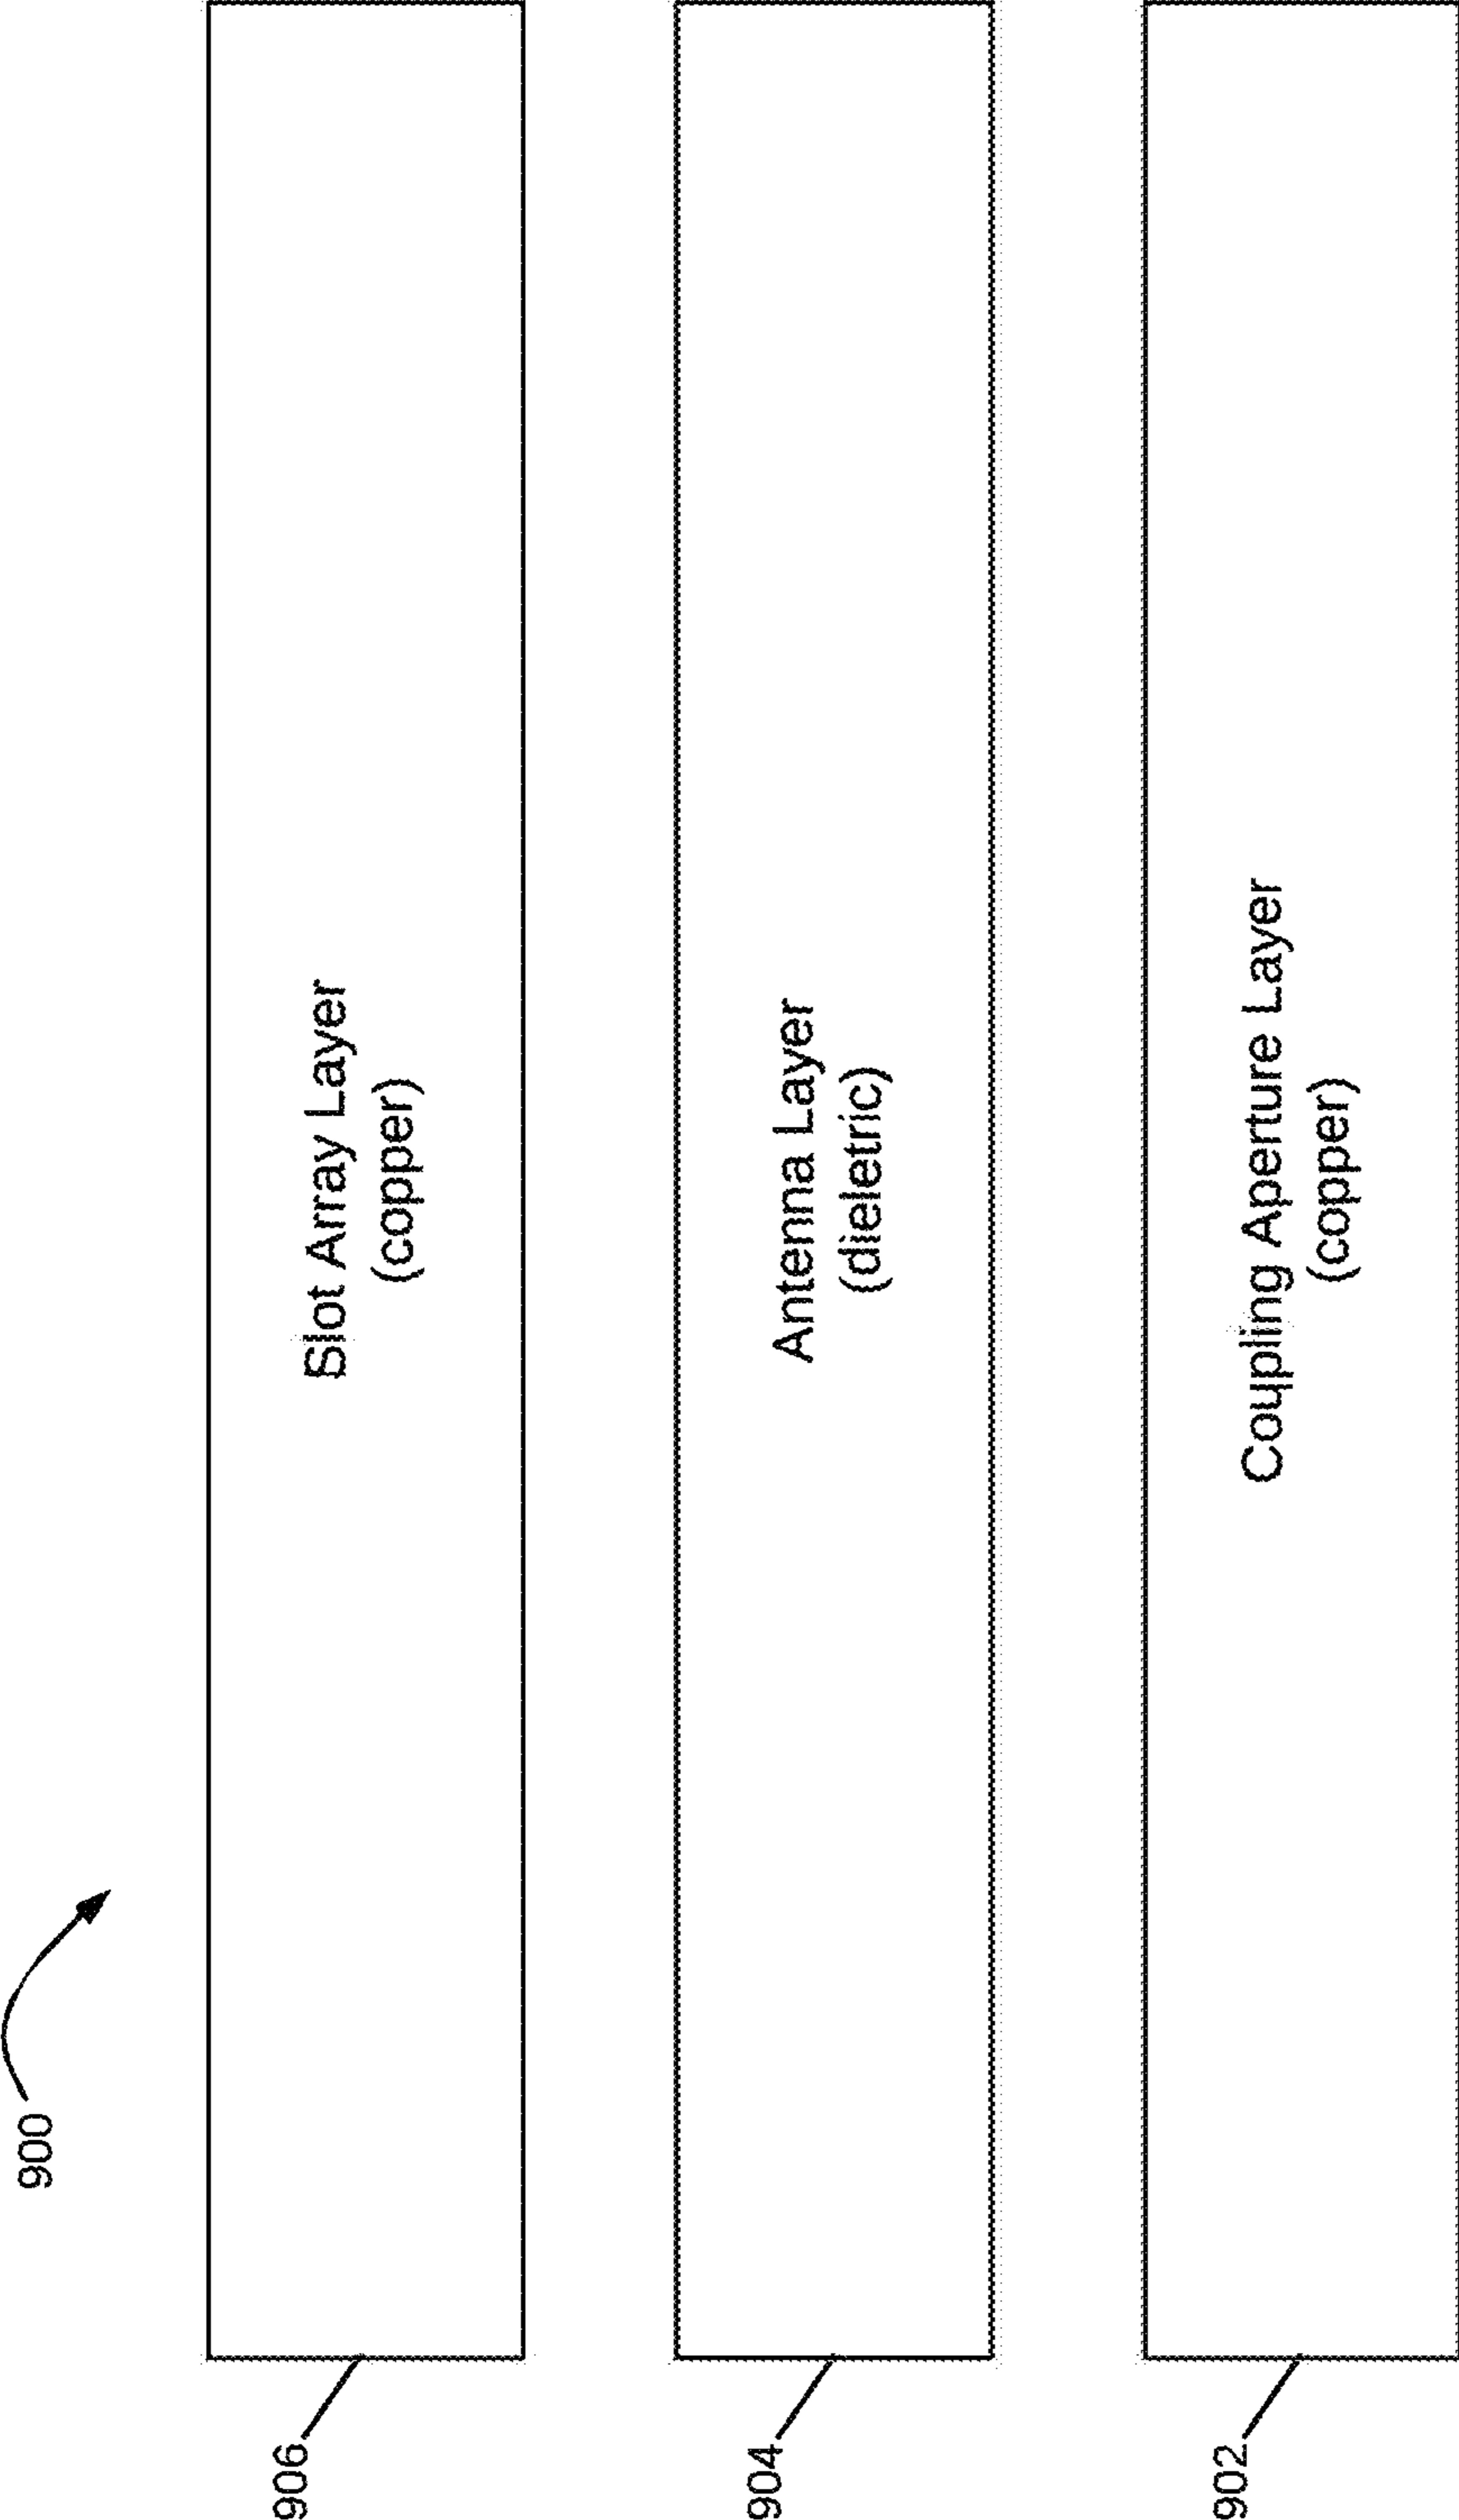 900
906
Slot Array Layer
(copper)
904
Antenna Layer
(dieletric)
902
Coupling Aperture Layer
(copper)